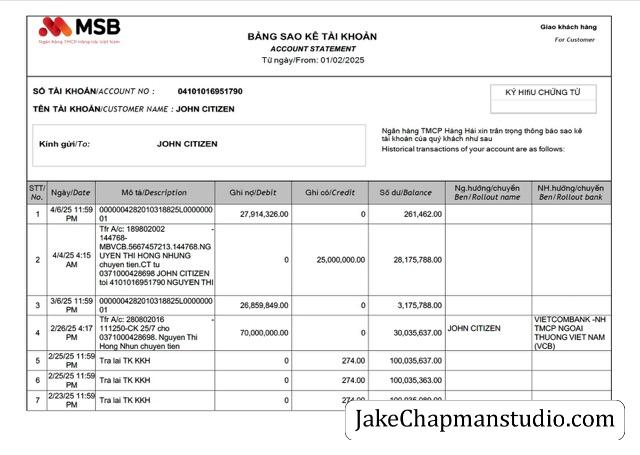 MSB
Ngân hàng TMCP Hàng Hải Việt Nam
BẢNG SAO KÊ TÀI KHOẢN
ACCOUNT STATEMENT
Từ ngày/From: 01/02/2025
Giao khách hàng
For Customer
SỐ TÀI KHOẢN/ACCOUNT NO : 04101016951790
TÊN TÀI KHOẢN/CUSTOMER NAME : JOHN CITIZEN
KÝ HIfiU CHỨNG TỪ
Kính gửi/To: JOHN CITIZEN
Ngân hàng TMCP Hàng Hải xin trân trọng thông báo sao kê
tài khoản của quý khách như sau
Historical transactions of your account are as follows:
STT/ No. Ngày/Date Mô tả/Description Ghi nợ/Debit Ghi có/Credit Số dư/Balance Ng.hưởng/chuyển Ben/Rollout name NH.hưởng/chuyển Ben/Rollout bank
1 4/6/25 11:59 PM 0000004282010318825L0000000 01 27,914,326.00 0 261,462.00
2 4/4/25 4:15 AM Tfr A/c: 189802002 - 144768- MBVCB.5667457213.144768.NG UYEN THI HONG NHUNG chuyen tien.CT tu 0371000428698 JOHN CITIZEN toi 4101016951790 NGUYEN THI 0 25,000,000.00 28,175,788.00
3 3/6/25 11:59 PM 0000004282010318825L0000000 01 26,859,849.00 0 3,175,788.00
4 2/26/25 4:17 PM Tfr A/c: 280802016 - 111250-CK 25/7 cho 0371000428698. Nguyen Thi Hong Nhun chuyen tien 70,000,000.00 0 30,035,637.00 JOHN CITIZEN VIETCOMBANK -NH TMCP NGOAI THUONG VIET NAM (VCB)
5 2/25/25 11:59 PM Tra lai TK KKH 0 274.00 100,035,637.00
6 2/25/25 11:59 PM Tra lai TK KKH 0 274.00 100,035,363.00
7 2/23/25 11:59 PM Tra lai TK KKH 0
JakeChapmanstudio.com